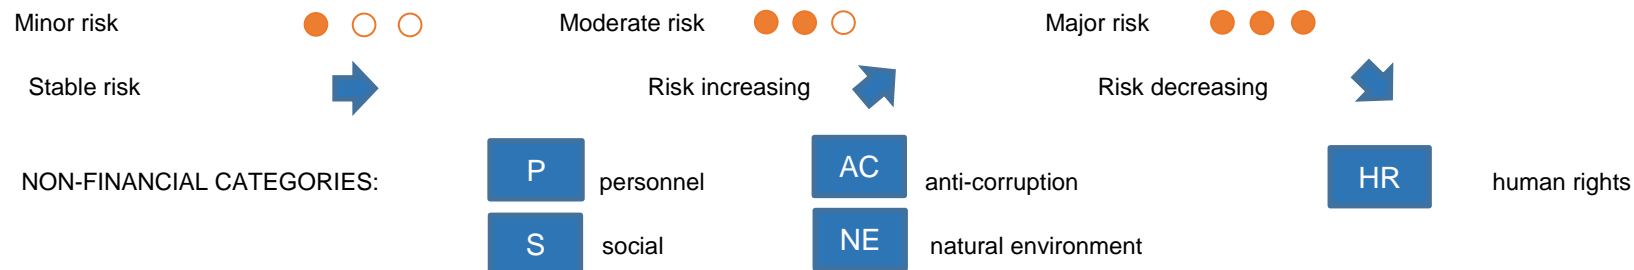 Minor risk Moderate risk Major risk
Stable risk Risk increasing Risk decreasing
NON-FINANCIAL CATEGORIES: P personnel AC anti-corruption HR human rights
S social NE natural environment